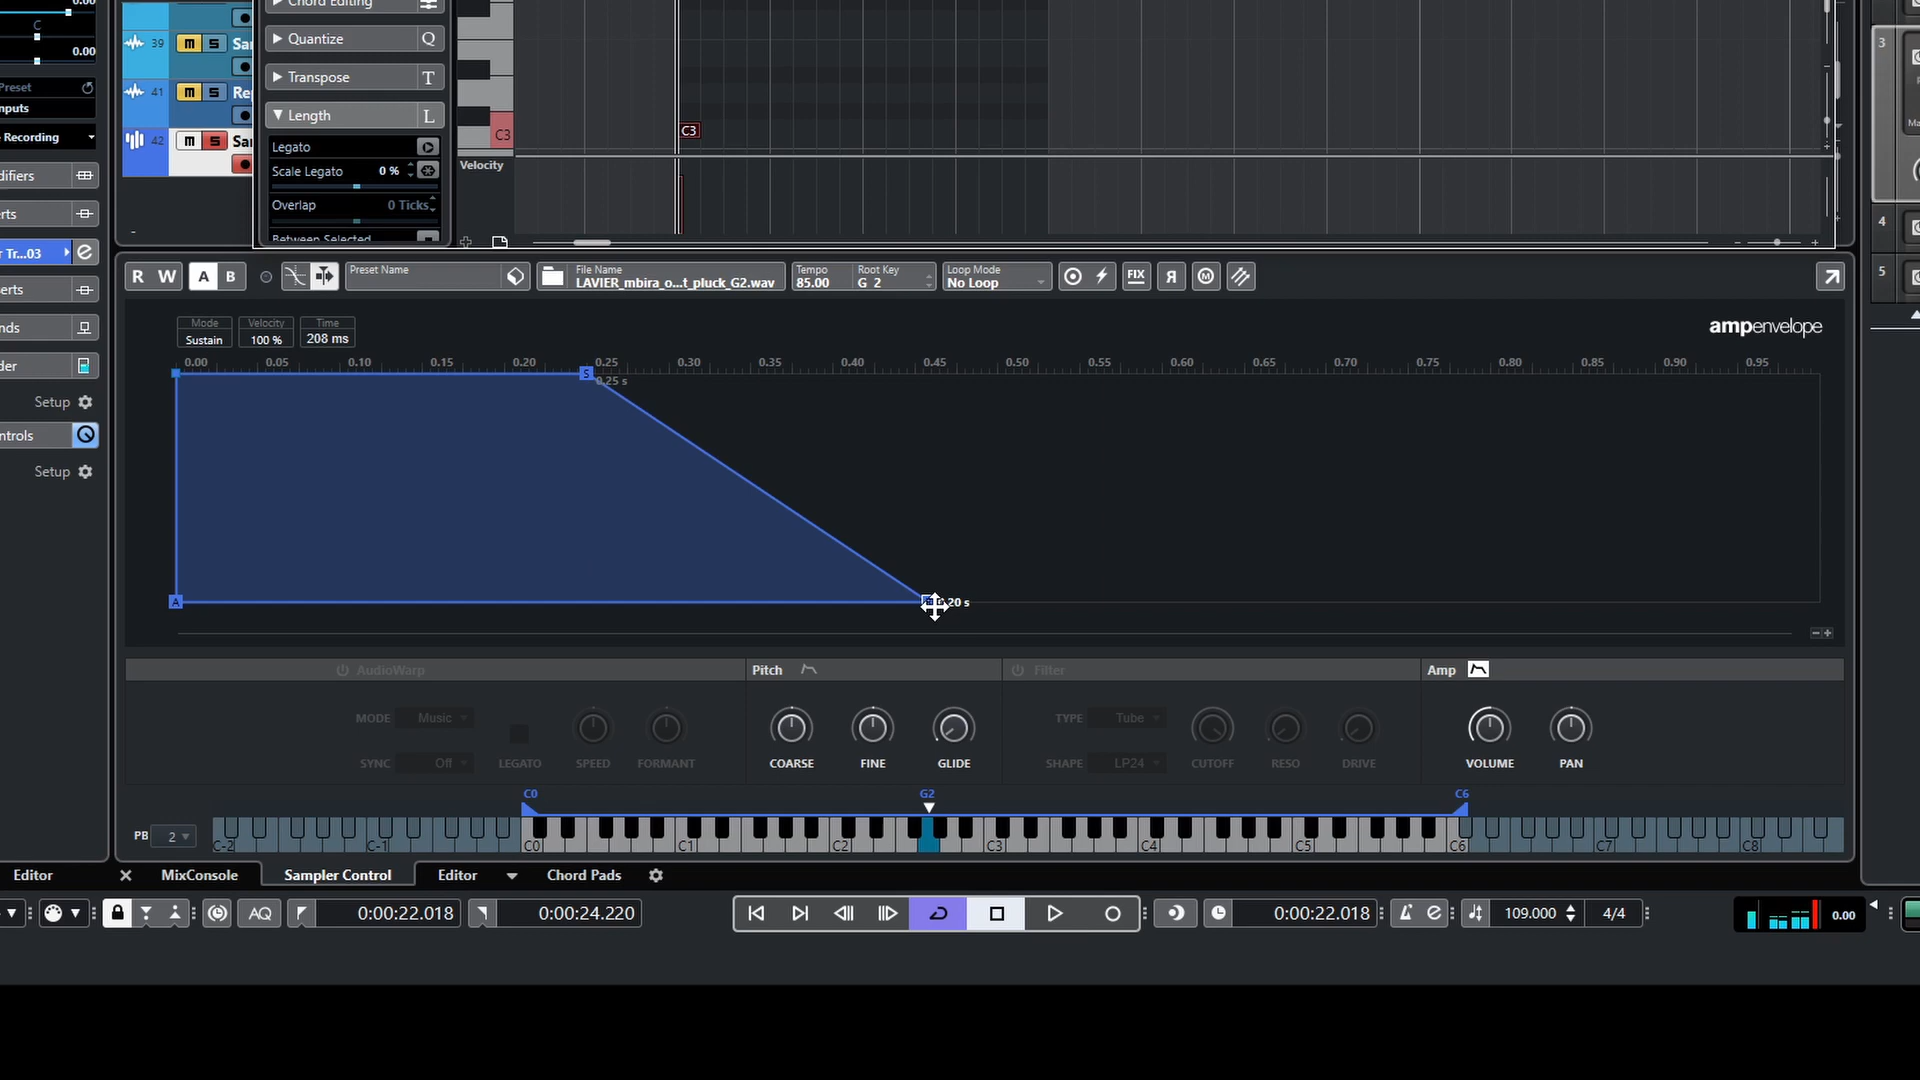 0.00
C
0.00
Preset
nputs
e Recording
difiers
erts
r Tr...03
erts
nds
der
Setup
ntrols
Setup
39 m S Sa
41 m S Re
42 m S Sa
Chord Editing
Quantize Q
Transpose T
Length L
Legato
Scale Legato 0 %
Overlap 0 Ticks
Between Selected
C3
C3
Velocity
3
4
5
R W A B
Preset Name
File Name
LAVIER_mbira_o...t_pluck_G2.wav
Tempo
85.00
Root Key
G 2
Loop Mode
No Loop
FIX
M
Mode
Sustain
Velocity
100 %
Time
208 ms
ampenvelope
0.00 0.05 0.10 0.15 0.20 0.25 0.30 0.35 0.40 0.45 0.50 0.55 0.60 0.65 0.70 0.75 0.80 0.85 0.90 0.95
S
0.25 s
A
.20 s
AudioWarp Pitch Filter Amp
MODE Music
SYNC Off
LEGATO SPEED FORMANT
COARSE FINE GLIDE
TYPE Tube
SHAPE LP24
CUTOFF RESO DRIVE
VOLUME PAN
C0 G2 C6
PB 2
C-2 C-1 C0 C1 C2 C3 C4 C5 C6 C7 C8
Editor MixConsole Sampler Control Editor Chord Pads
AQ 0:00:22.018 0:00:24.220 0:00:22.018 109.000 4/4 0.00